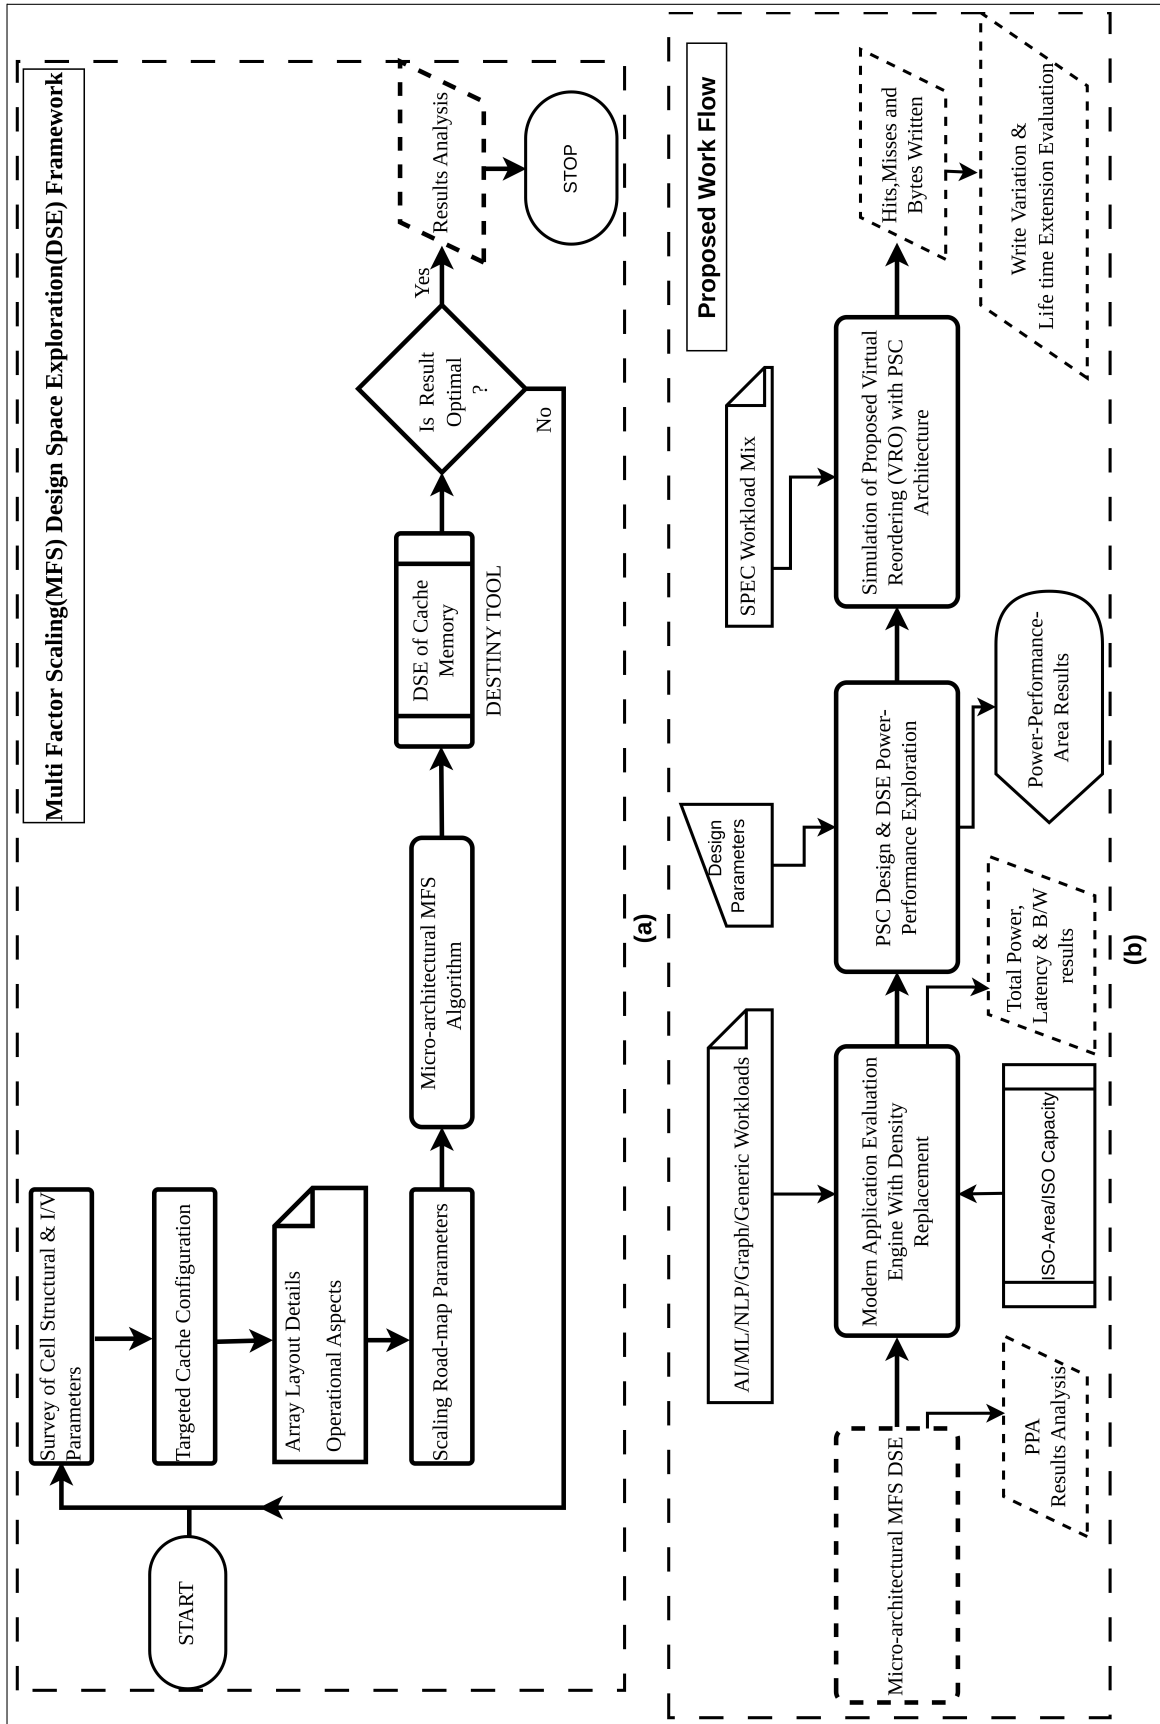 Multi Factor Scaling(MFS) Design Space Exploration(DSE) Framework
START
Survey of Cell Structural & I/V
Parameters
Targeted Cache Configuration
Array Layout Details
Operational Aspects
Scaling Road-map Parameters
Micro-architectural MFS
Algorithm
DSE of Cache
Memory
DESTINY TOOL
Is Result
Optimal
?
Yes
No
Results Analysis
STOP
(a)
Proposed Work Flow
Micro-architectural MFS DSE
PPA
Results Analysis
AI/ML/NLP/Graph/Generic Workloads
Modern Application Evaluation
Engine With Density
Replacement
ISO-Area/ISO Capacity
Total Power,
Latency & B/W
results
Design
Parameters
PSC Design & DSE Power-
Performance Exploration
Power-Performance-
Area Results
SPEC Workload Mix
Simulation of Proposed Virtual
Reordering (VRO) with PSC
Architecture
Hits,Misses and
Bytes Written
Write Variation &
Life time Extension Evaluation
(b)